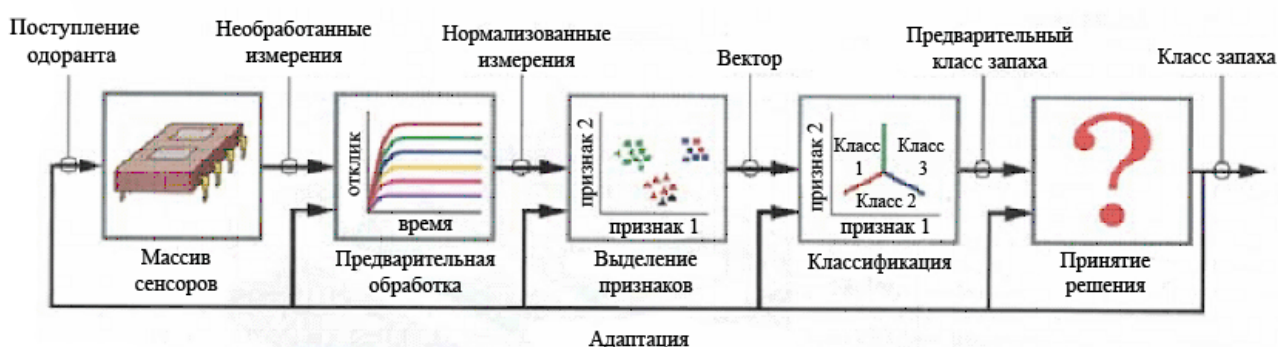 Поступление
одоранта
Необработанные
измерения
Нормализованные
измерения
Вектор
Предварительный
класс запаха
Класс запаха
отклик
время
признак 2
признак 1
признак 2
Класс
1
Класс
3
Класс 2
признак 1
Массив
сенсоров
Предварительная
обработка
Выделение
признаков
Классификация
Принятие
решения
Адаптация